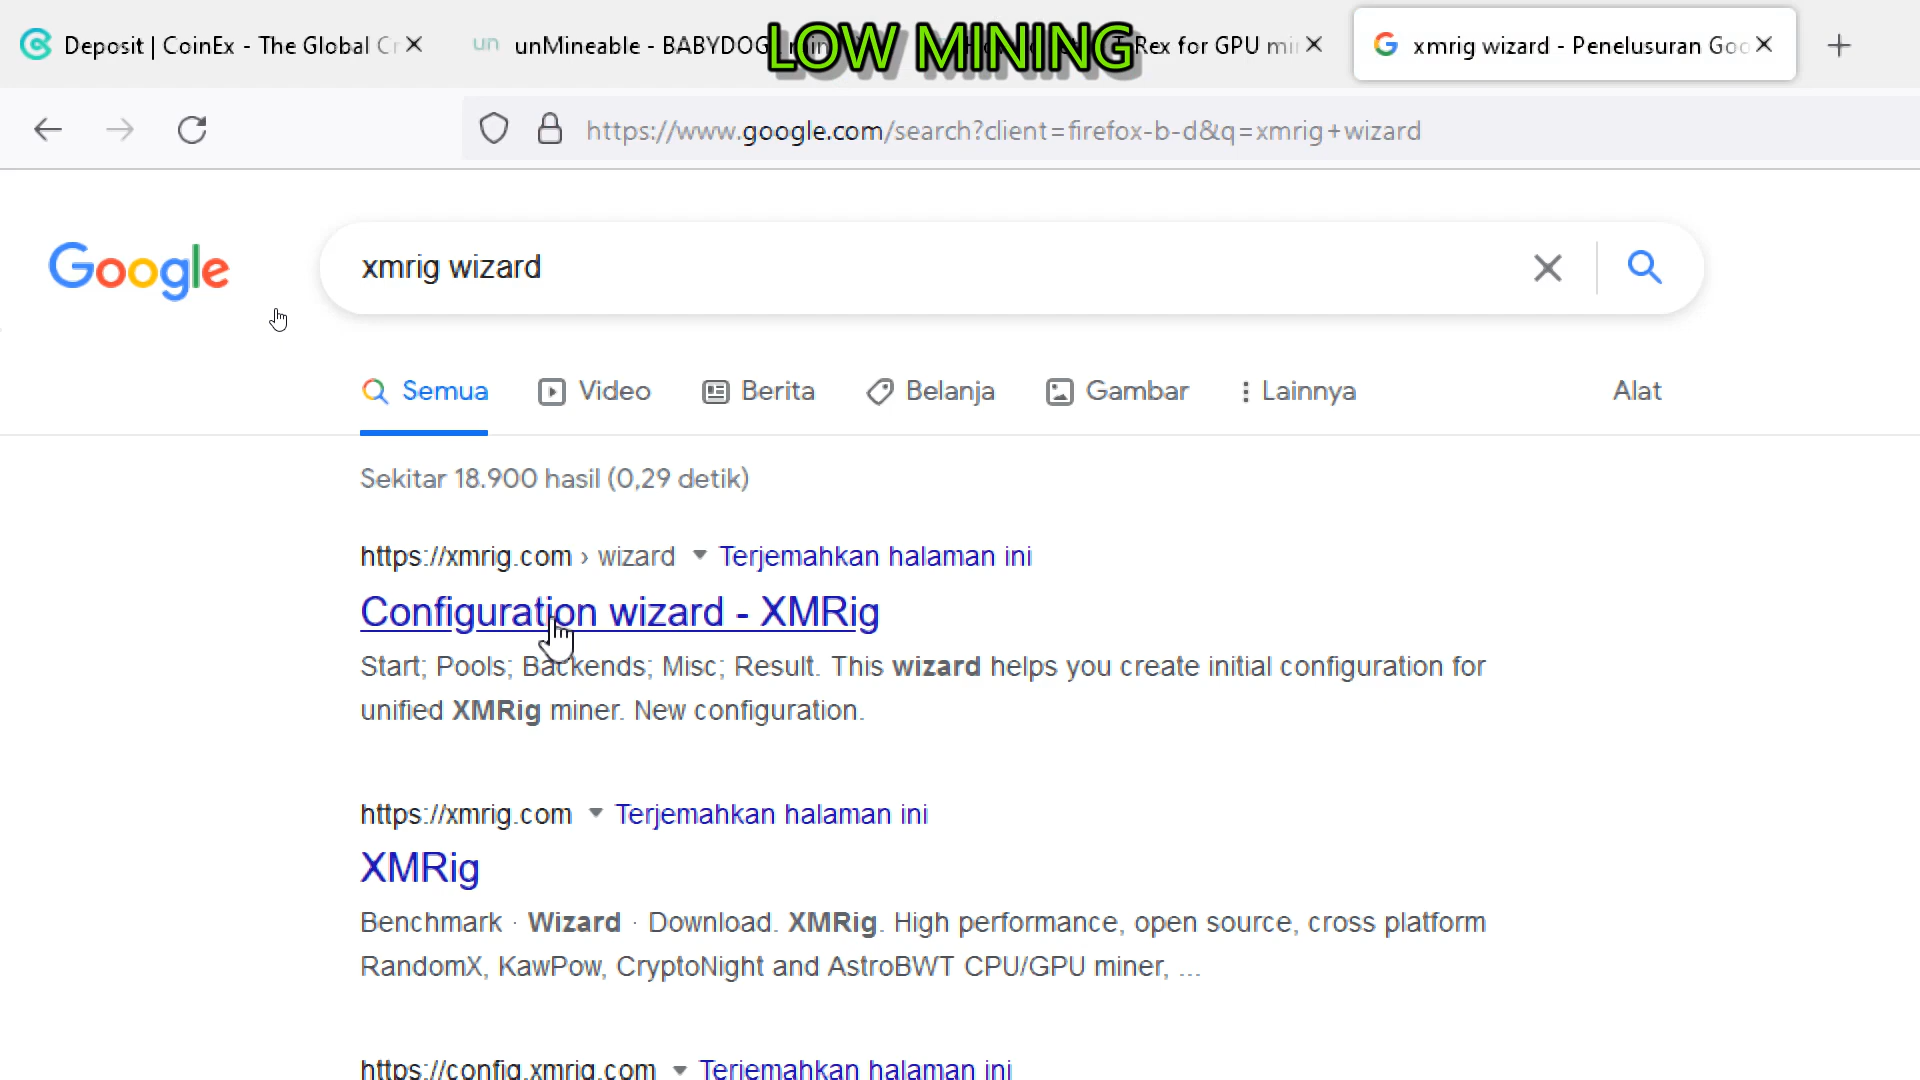 Deposit | CoinEx - The Global Cr
un unMineable - BABYDOGE
LOW MINING
Rex for GPU mi
xmrig wizard - Penelusuran Goo
https://www.google.com/search?client=firefox-b-d&q=xmrig+wizard
Google
xmrig wizard
Semua Video Berita Belanja Gambar Lainnya Alat
Sekitar 18.900 hasil (0,29 detik)
https://xmrig.com › wizard Terjemahkan halaman ini
Configuration wizard - XMRig
Start; Pools; Backends; Misc; Result. This wizard helps you create initial configuration for
unified XMRig miner. New configuration.
https://xmrig.com Terjemahkan halaman ini
XMRig
Benchmark · Wizard · Download. XMRig. High performance, open source, cross platform
RandomX, KawPow, CryptoNight and AstroBWT CPU/GPU miner, ...
https://config.xmrig.com Terjemahkan halaman ini